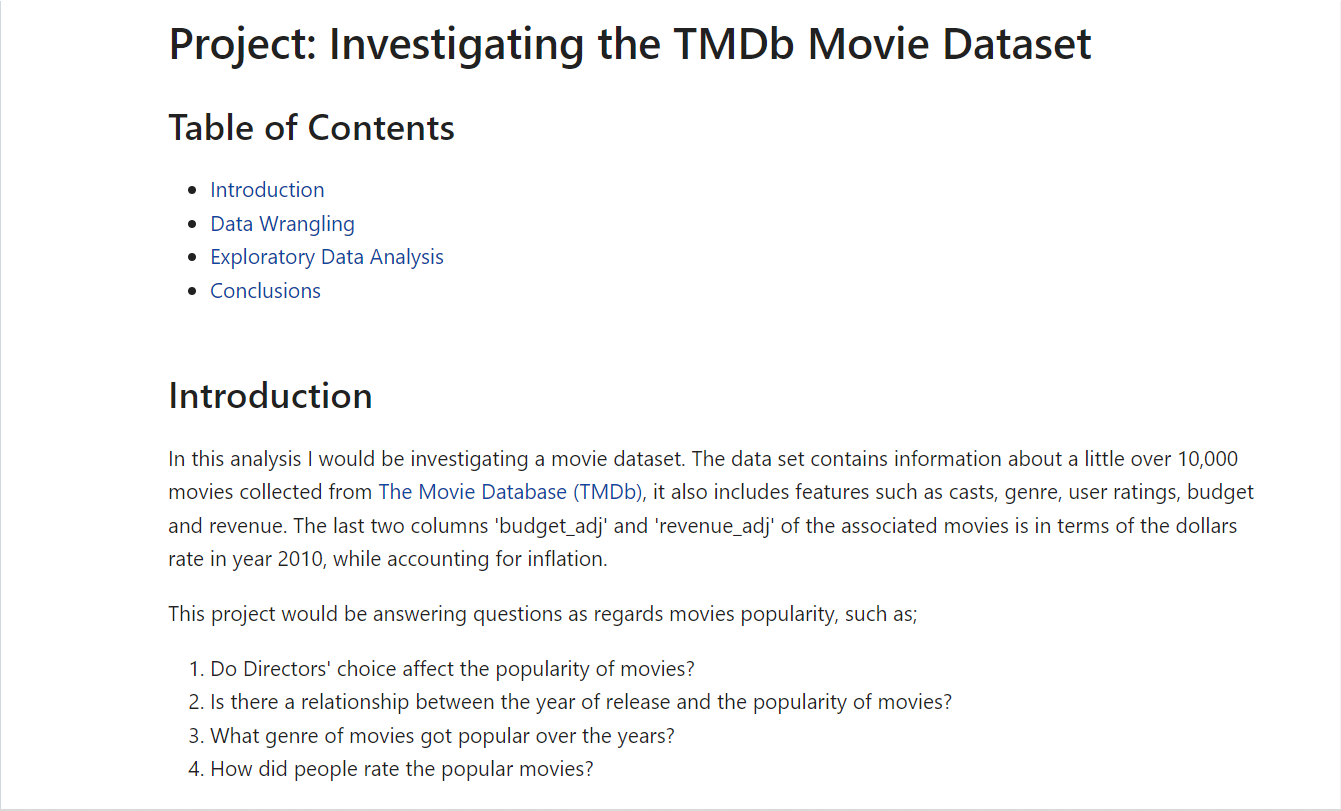 Project: Investigating the TMDb Movie Dataset
Table of Contents
Introduction
Data Wrangling
Exploratory Data Analysis
Conclusions
Introduction
In this analysis I would be investigating a movie dataset. The data set contains information about a little over 10,000
movies collected from The Movie Database (TMDb), it also includes features such as casts, genre, user ratings, budget
and revenue. The last two columns 'budget_adj' and 'revenue_adj' of the associated movies is in terms of the dollars
rate in year 2010, while accounting for inflation.
This project would be answering questions as regards movies popularity, such as;
1. Do Directors' choice affect the popularity of movies?
2. Is there a relationship between the year of release and the popularity of movies?
3. What genre of movies got popular over the years?
4. How did people rate the popular movies?